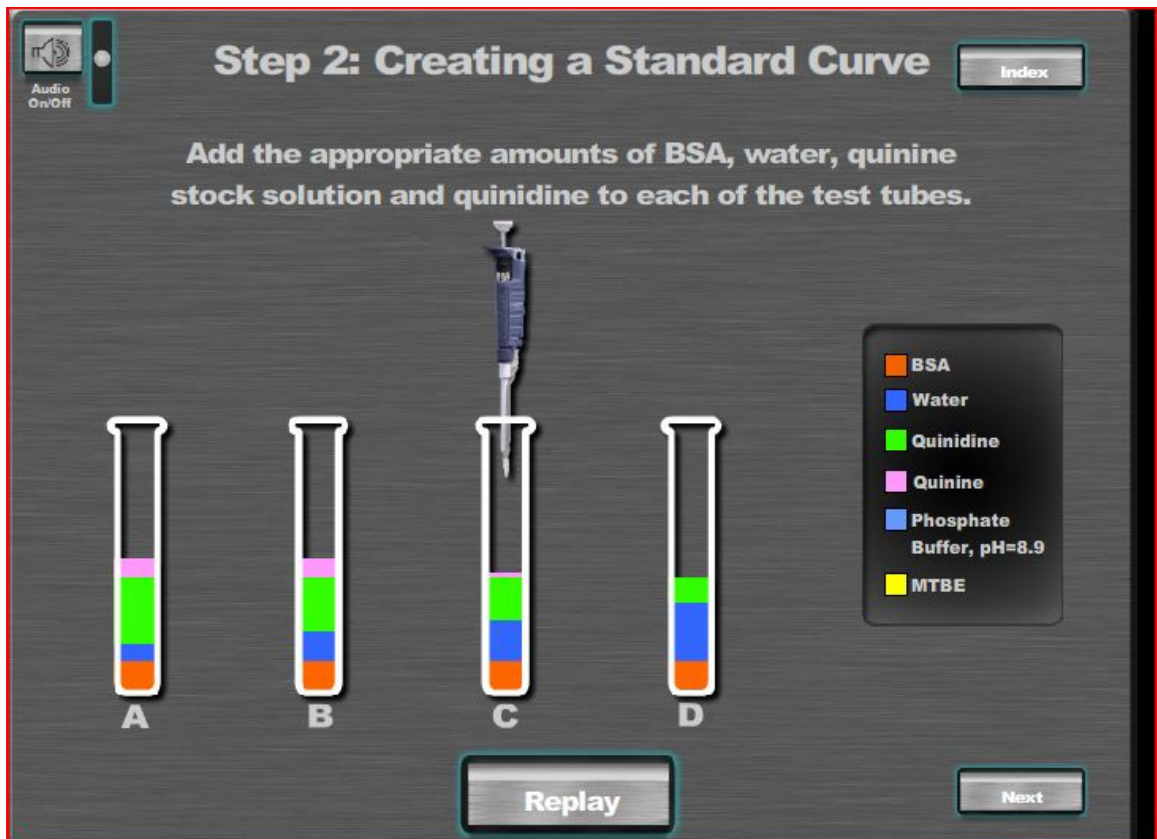 Step 2: Creating a Standard Curve
Audio
On/Off
Index
Add the appropriate amounts of BSA, water, quinine
stock solution and quinidine to each of the test tubes.
BSA
Water
Quinidine
Quinine
Phosphate
Buffer, pH=8.9
MTBE
A
B
C
D
Replay
Next